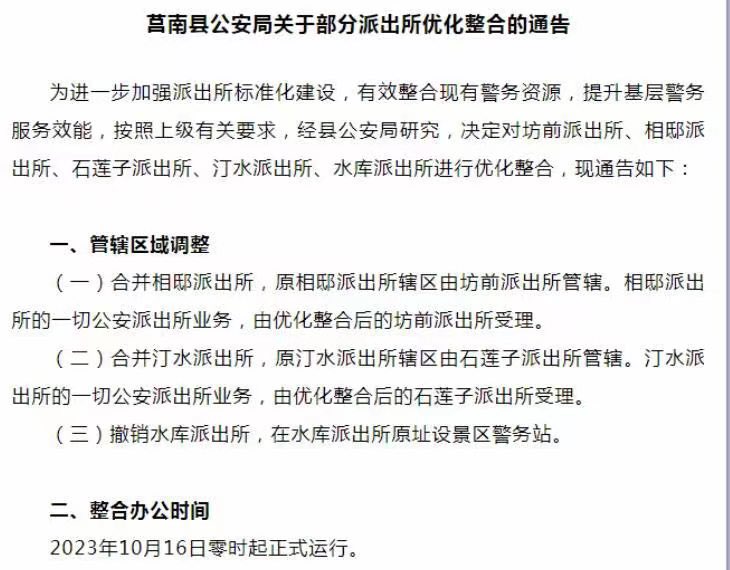 莒南县公安局关于部分派出所优化整合的通告
为进一步加强派出所标准化建设，有效整合现有警务资源，提升基层警务
服务效能，按照上级有关要求，经县公安局研究，决定对坊前派出所、相邸派
出所、石莲子派出所、汀水派出所、水库派出所进行优化整合，现通告如下：
一、管辖区域调整
（一）合并相邸派出所，原相邸派出所辖区由坊前派出所管辖。相邸派出
所的一切公安派出所业务，由优化整合后的坊前派出所受理。
（二）合并汀水派出所，原汀水派出所辖区由石莲子派出所管辖。汀水派
出所的一切公安派出所业务，由优化整合后的石莲子派出所受理。
（三）撤销水库派出所，在水库派出所原址设景区警务站。
二、整合办公时间
2023年10月16日零时起正式运行。